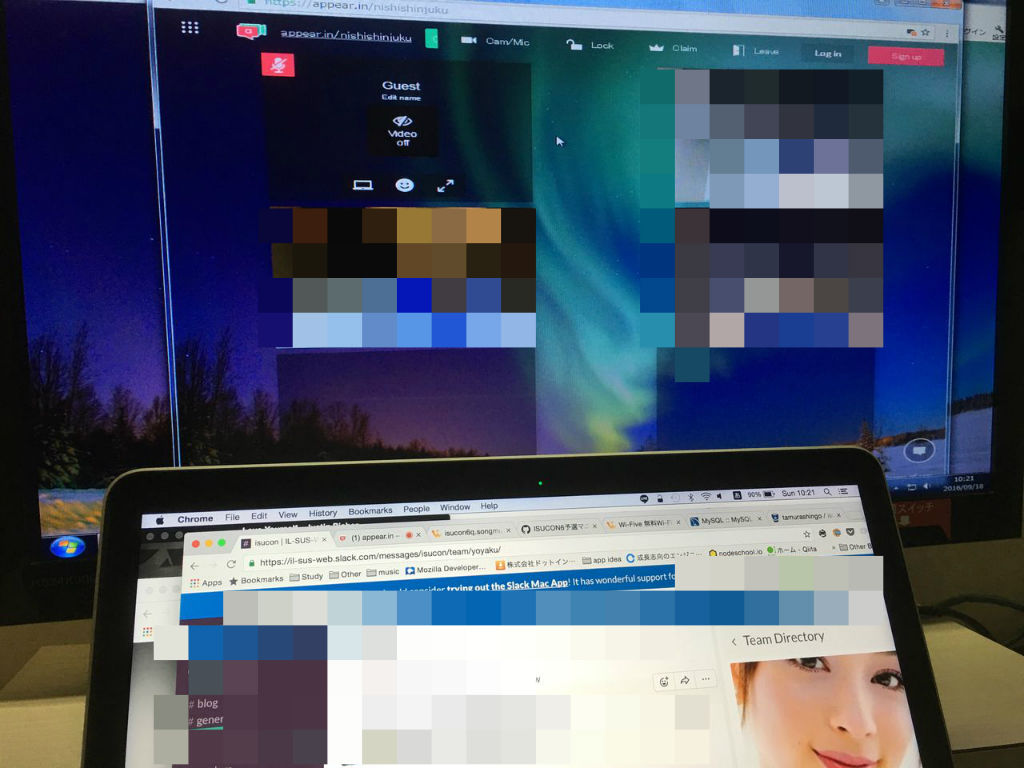 https://appear.in/nishishinjuku
appear.in/nishishinjuku
Cam/Mic
Lock
Claim
Leave
Log in
Sign up
Guest
Edit name
Video
off
10:21
2016/09/18
Chrome File Edit View History Bookmarks People Window Help
90% Sun 10:21
isucon | IL-SUS-
(1) appear.in –
isucon6q.songm
ISUCON6予選マニ
Wi-Five 無料Wi-F
MySQL :: MySQL
tamurashingo /
https://il-sus-web.slack.com/messages/isucon/team/yoyaku/
Apps Bookmarks Study Other music Mozilla Developer... 株式会社ドットイン... app idea 成長志向のエンジ... nodeschool.io ホーム - Qiita » Other B
consider trying out the Slack Mac App! It has wonderful support fo
Team Directory
# blog
# gener